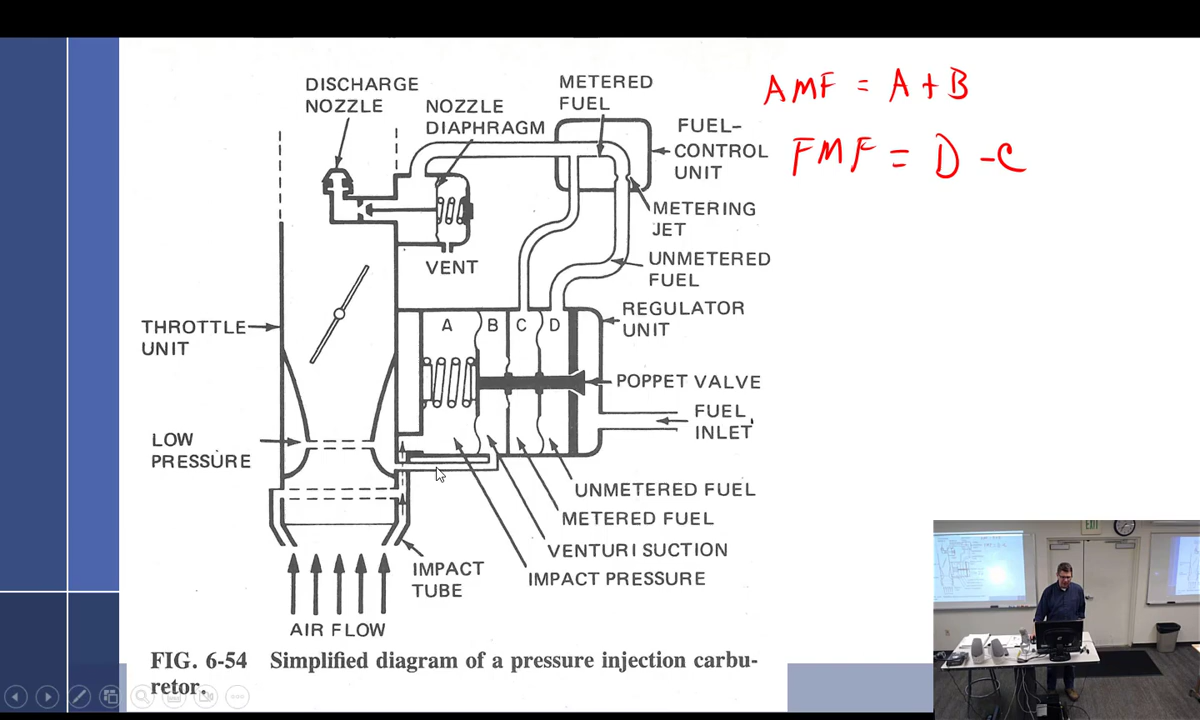 DISCHARGE
NOZZLE
NOZZLE
DIAPHRAGM
METERED
FUEL
FUEL-
CONTROL
UNIT
METERING
JET
UNMETERED
FUEL
VENT
REGULATOR
UNIT
A B C D
THROTTLE
UNIT
POPPET VALVE
FUEL
INLET
LOW
PRESSURE
UNMETERED FUEL
METERED FUEL
VENTURI SUCTION
IMPACT PRESSURE
IMPACT
TUBE
AIR FLOW
FIG. 6-54 Simplified diagram of a pressure injection carbu-
retor.
AMF = A + B
FMF = D - C
EXIT